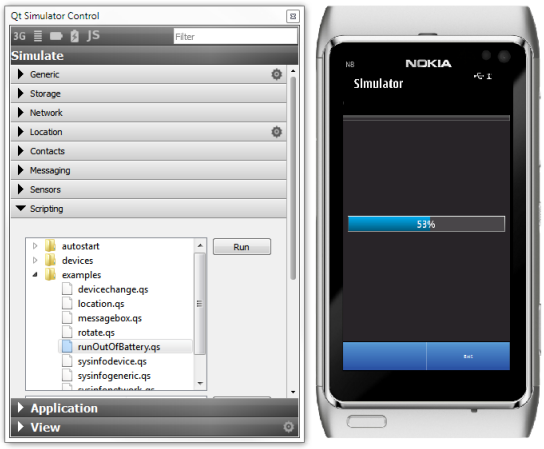 Qt Simulator Control
3G JS Filter
Simulate
Generic
Storage
Network
Location
Contacts
Messaging
Sensors
Scripting
autostart
Run
devices
examples
devicechange.qs
location.qs
messagebox.qs
rotate.qs
runOutOfBattery.qs
sysinfodevice.qs
sysinfogeneric.qs
sysinfonetwork.qs
Application
View
N8
NOKIA
Simulator
53%
Exit